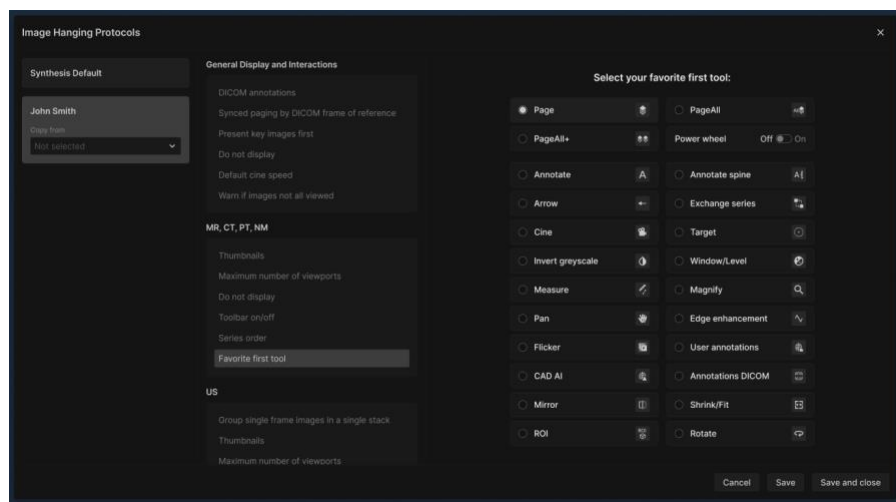 Image Hanging Protocols
Synthesis Default
John Smith
Copy from
Not selected
General Display and Interactions
DICOM annotations
Synced paging by DICOM frame of reference
Present key images first
Do not display
Default cine speed
Warn if images not all viewed
MR, CT, PT, NM
Thumbnails
Maximum number of viewports
Do not display
Toolbar on/off
Series order
Favorite first tool
US
Group single frame images in a single stack
Thumbnails
Maximum number of viewports
Select your favorite first tool:
Page
PageAll
PageAll+
Power wheel Off On
Annotate
Annotate spine
Arrow
Exchange series
Cine
Target
Invert greyscale
Window/Level
Measure
Magnify
Pan
Edge enhancement
Flicker
User annotations
CAD AI
Annotations DICOM
Mirror
Shrink/Fit
ROI
Rotate
Cancel Save Save and close